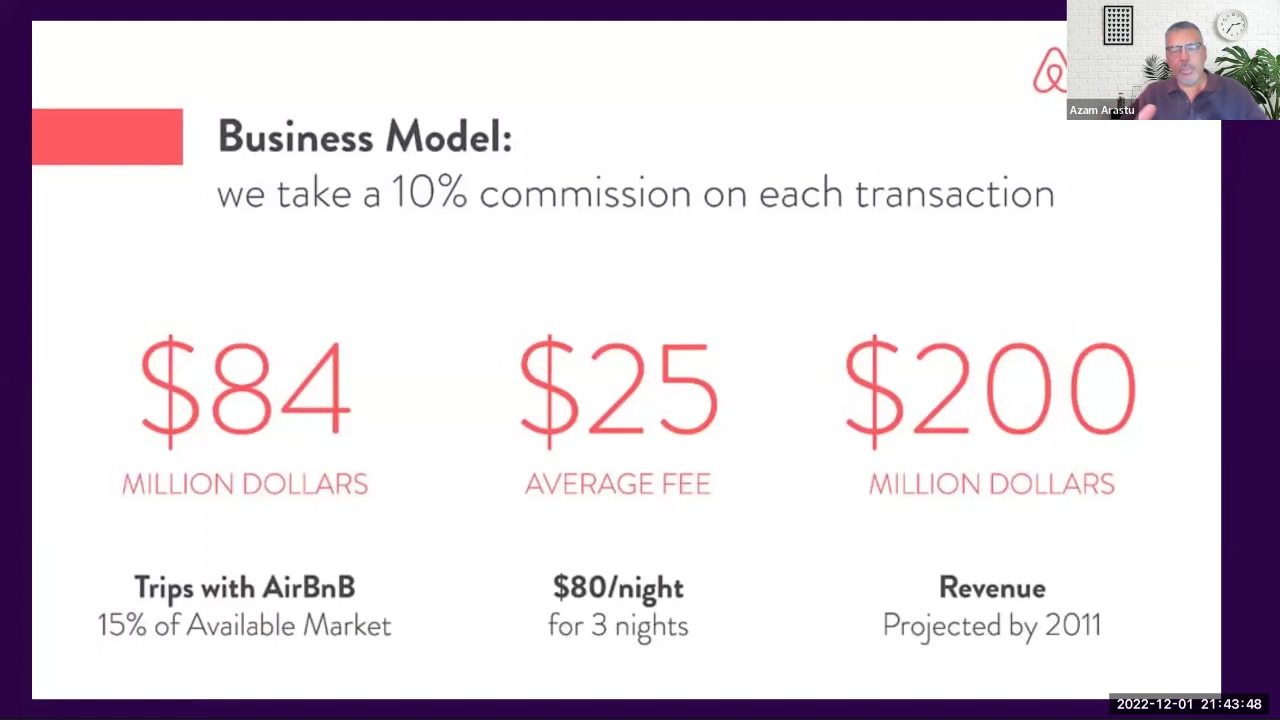 Business Model:
we take a 10% commission on each transaction
$84
MILLION DOLLARS
Trips with AirBnB
15% of Available Market
$25
AVERAGE FEE
$80/night
for 3 nights
$200
MILLION DOLLARS
Revenue
Projected by 2011
Azam Arastu
2022-12-01 21:43:48